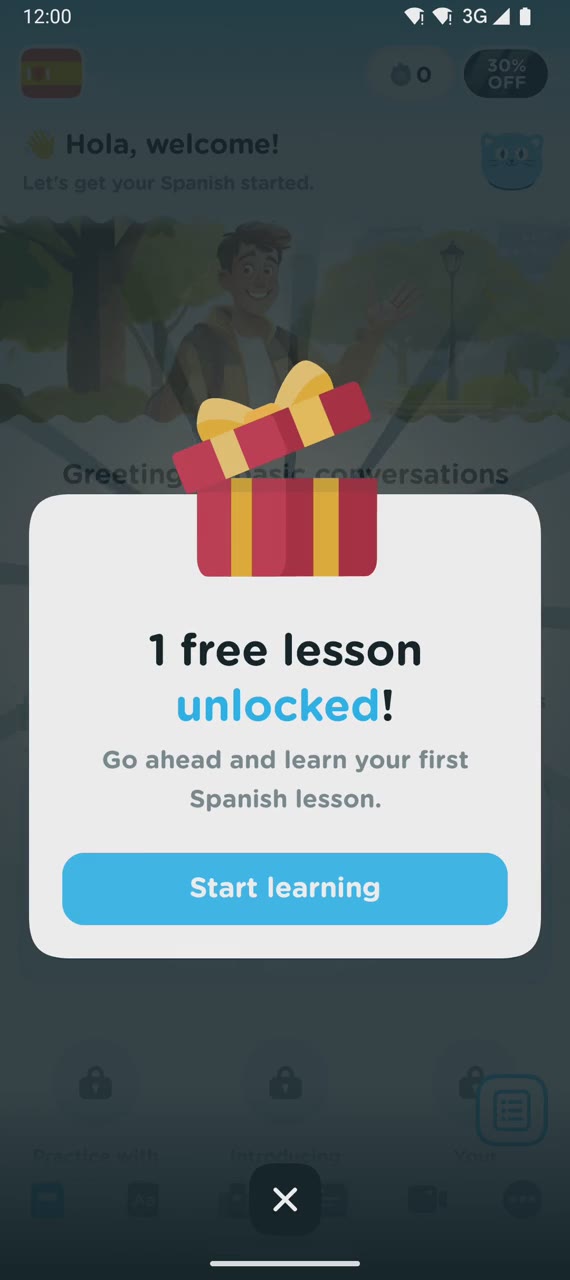 12:00
3G
0
30%
OFF
👋 Hola, welcome!
Let's get your Spanish started.
Greeting basic conversations
1 free lesson
unlocked!
Go ahead and learn your first
Spanish lesson.
Start learning
Practice with
Introducing
Your
Aa